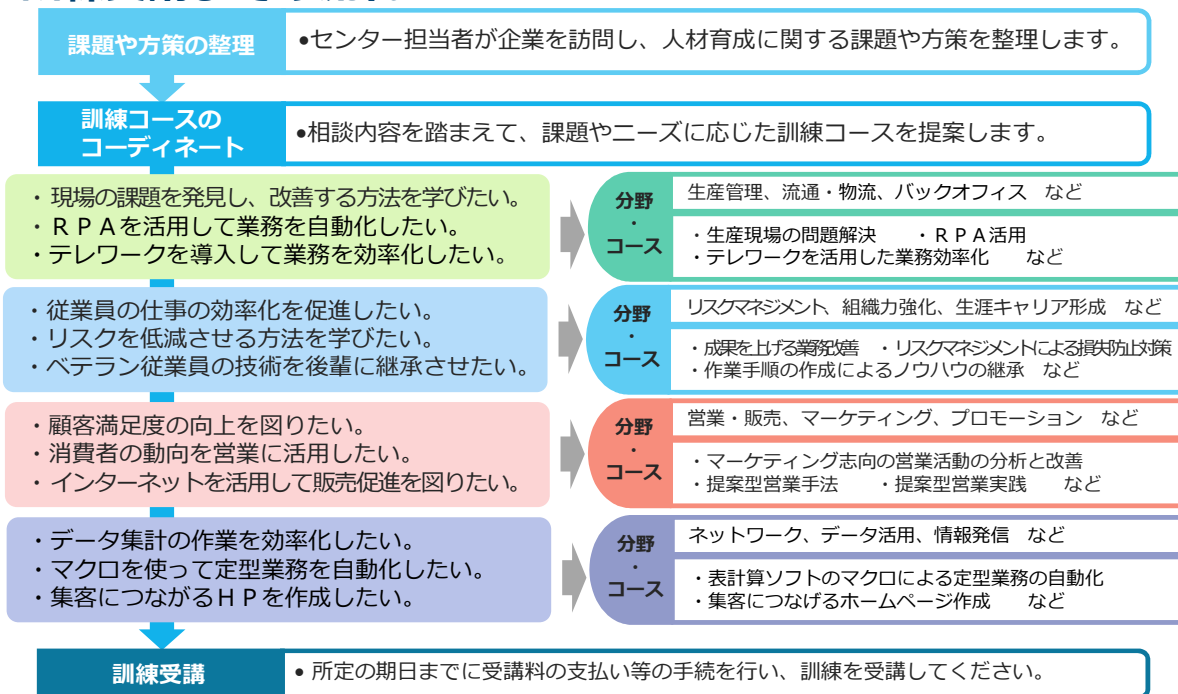 課題や方策の整理
●センター担当者が企業を訪問し、人材育成に関する課題や方策を整理します。
訓練コースの
コーディネート
●相談内容を踏まえて、課題やニーズに応じた訓練コースを提案します。
・現場の課題を発見し、改善する方法を学びたい。
・ＲＰＡを活用して業務を自動化したい。
・テレワークを導入して業務を効率化したい。
分野
・
コース
生産管理、流通・物流、バックオフィス　など
・生産現場の問題解決　　・ＲＰＡ活用
・テレワークを活用した業務効率化　　など
・従業員の仕事の効率化を促進したい。
・リスクを低減させる方法を学びたい。
・ベテラン従業員の技術を後輩に継承させたい。
分野
・
コース
リスクマネジメント、組織力強化、生涯キャリア形成　など
・成果を上げる業務改善　・リスクマネジメントによる損失防止対策
・作業手順の作成によるノウハウの継承　など
・顧客満足度の向上を図りたい。
・消費者の動向を営業に活用したい。
・インターネットを活用して販売促進を図りたい。
分野
・
コース
営業・販売、マーケティング、プロモーション　など
・マーケティング志向の営業活動の分析と改善
・提案型営業手法　　・提案型営業実践　　など
・データ集計の作業を効率化したい。
・マクロを使って定型業務を自動化したい。
・集客につながるＨＰを作成したい。
分野
・
コース
ネットワーク、データ活用、情報発信　など
・表計算ソフトのマクロによる定型業務の自動化
・集客につなげるホームページ作成　　など
訓練受講
● 所定の期日までに受講料の支払い等の手続を行い、訓練を受講してください。